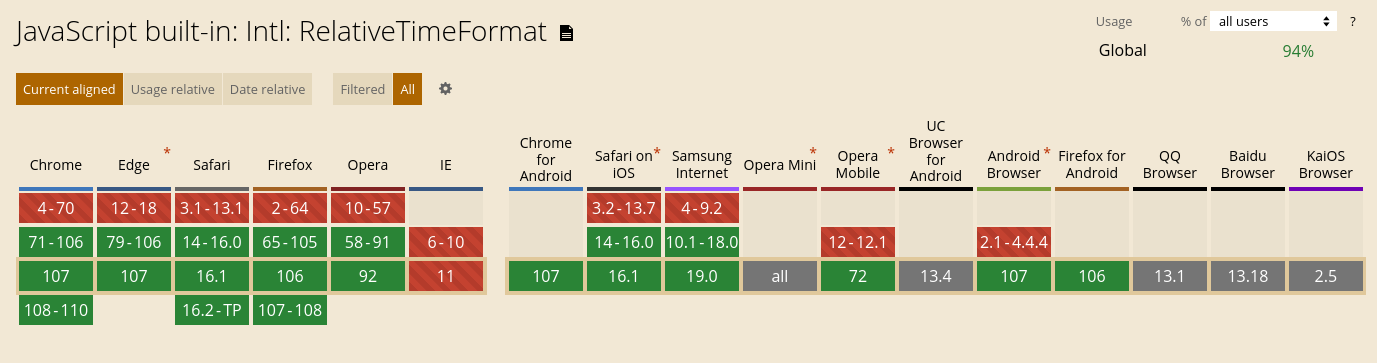 JavaScript built-in: Intl: RelativeTimeFormat
Usage % of all users ?
Global 94%
Current aligned Usage relative Date relative Filtered All
Chrome Edge * Safari Firefox Opera IE Chrome for Android Safari on iOS * Samsung Internet Opera Mini * Opera Mobile * UC Browser for Android Android Browser * Firefox for Android QQ Browser Baidu Browser KaiOS Browser
4-70 12-18 3.1-13.1 2-64 10-57 3.2-13.7 4-9.2
71-106 79-106 14-16.0 65-105 58-91 6-10 14-16.0 10.1-18.0 12-12.1 2.1-4.4.4
107 107 16.1 106 92 11 107 16.1 19.0 all 72 13.4 107 106 13.1 13.18 2.5
108-110 16.2-TP 107-108